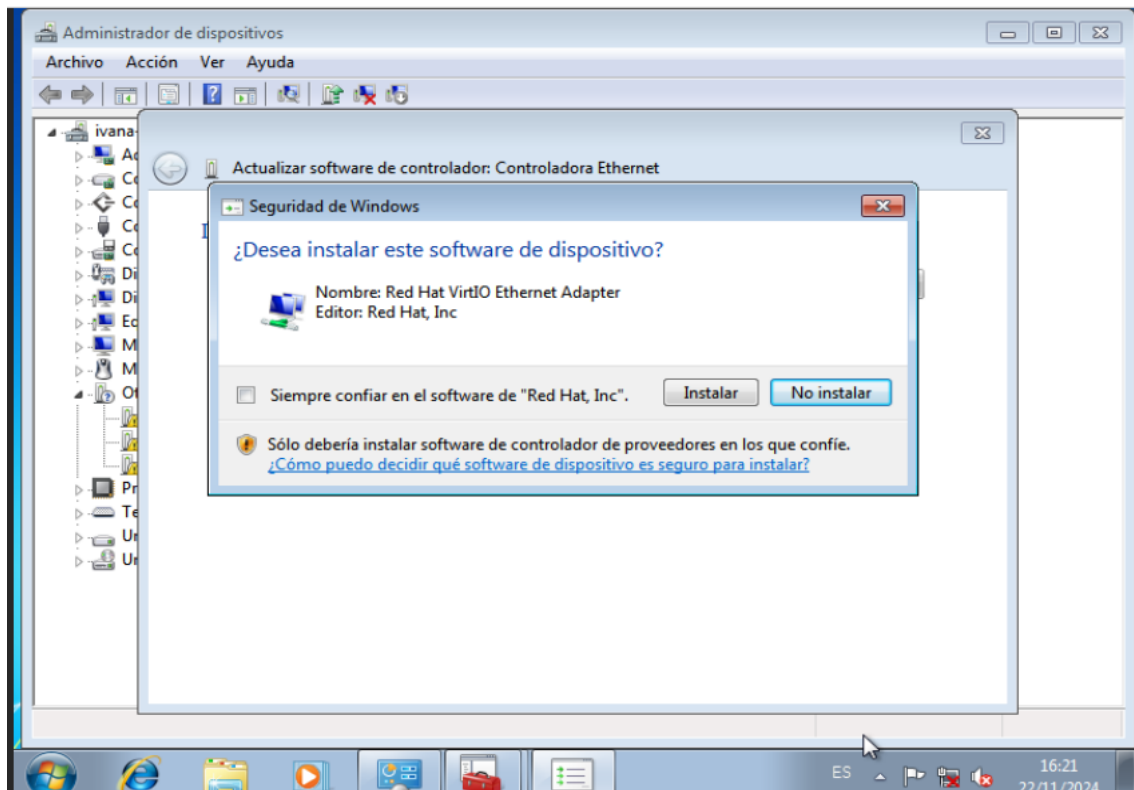 Administrador de dispositivos
Archivo Acción Ver Ayuda
ivana-
Actualizar software de controlador: Controladora Ethernet
Seguridad de Windows
¿Desea instalar este software de dispositivo?
Nombre: Red Hat VirtIO Ethernet Adapter
Editor: Red Hat, Inc
Siempre confiar en el software de "Red Hat, Inc".
Instalar
No instalar
Sólo debería instalar software de controlador de proveedores en los que confíe.
¿Cómo puedo decidir qué software de dispositivo es seguro para instalar?
ES
16:21
22/11/2024